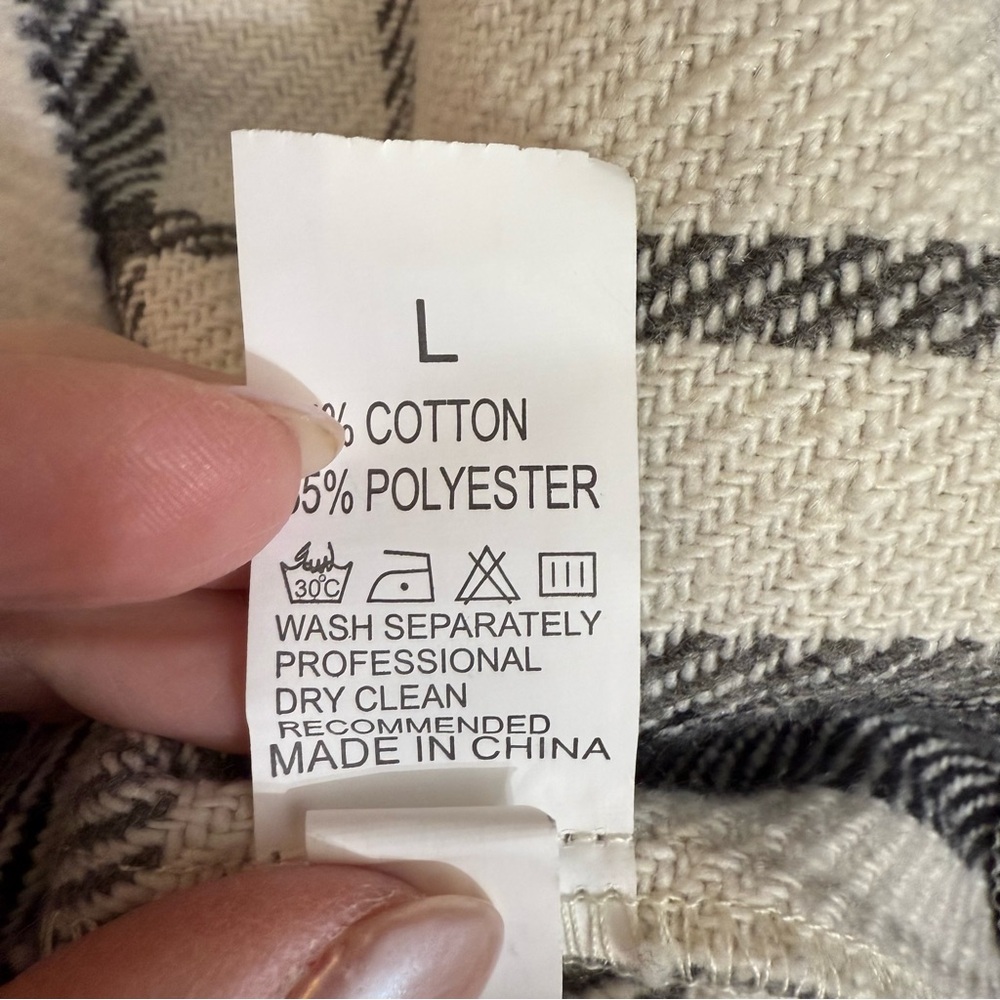 L
% COTTON
5% POLYESTER
30°C
WASH SEPARATELY
PROFESSIONAL
DRY CLEAN
RECOMMENDED
MADE IN CHINA